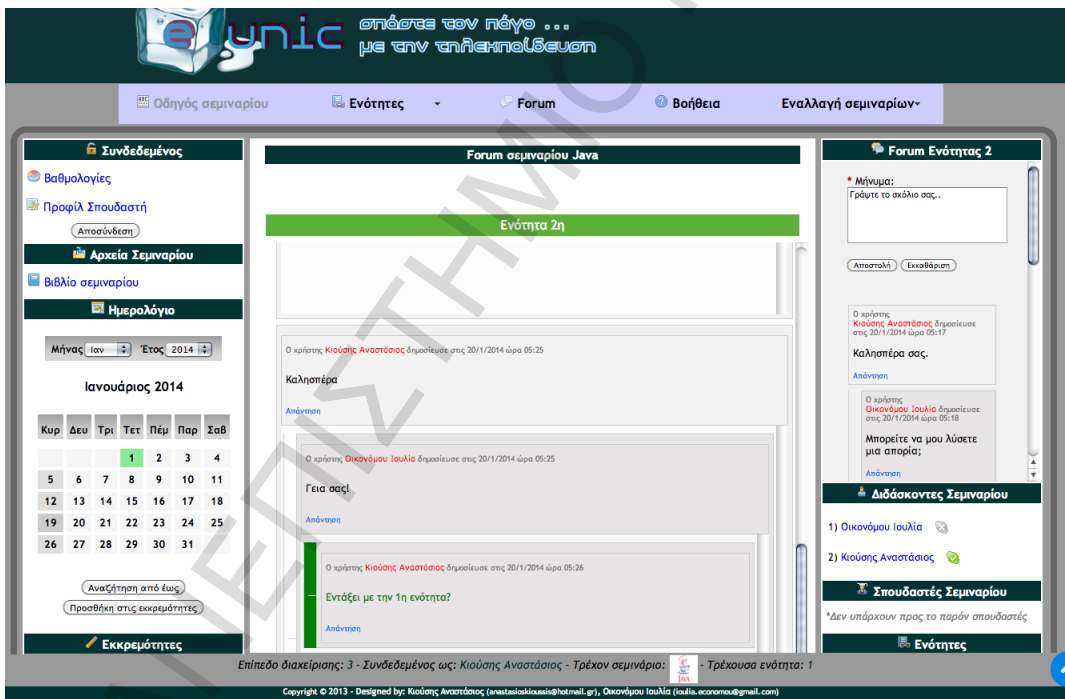 e-unic
σπάστε τον πάγο ...
με την τηλεκπαίδευση
Οδηγός σεμιναρίου
Ενότητες
Forum
Βοήθεια
Εναλλαγή σεμιναρίων
Συνδεδεμένος
Βαθμολογίες
Προφίλ Σπουδαστή
Αποσύνδεση
Αρχεία Σεμιναρίου
Βιβλίο σεμιναρίου
Ημερολόγιο
Μήνας Ιαν Έτος 2014
Ιανουάριος 2014
Κυρ Δευ Τρι Τετ Πέμ Παρ Σαβ
1 2 3 4
5 6 7 8 9 10 11
12 13 14 15 16 17 18
19 20 21 22 23 24 25
26 27 28 29 30 31
Αναζήτηση από έως
Προσθήκη στις εκκρεμότητες
Εκκρεμότητες
Forum σεμιναρίου Java
Ενότητα 2η
Ο χρήστης Κιούσης Αναστάσιος δημοσίευσε στις 20/1/2014 ώρα 05:25
Καλησπέρα
Απάντηση
Ο χρήστης Οικονόμου Ιουλία δημοσίευσε στις 20/1/2014 ώρα 05:25
Γεια σας!
Απάντηση
Ο χρήστης Κιούσης Αναστάσιος δημοσίευσε στις 20/1/2014 ώρα 05:26
Εντάξει με την 1η ενότητα?
Απάντηση
Forum Ενότητας 2
* Μήνυμα:
Γράψτε το σχόλιο σας..
Αποστολή Εκκαθάριση
Ο χρήστης
Κιούσης Αναστάσιος δημοσίευσε
στις 20/1/2014 ώρα 05:17
Καλησπέρα σας.
Απάντηση
Ο χρήστης
Οικονόμου Ιουλία δημοσίευσε
στις 20/1/2014 ώρα 05:18
Μπορείτε να μου λύσετε
μια απορία;
Απάντηση
Διδάσκοντες Σεμιναρίου
1) Οικονόμου Ιουλία
2) Κιούσης Αναστάσιος
Σπουδαστές Σεμιναρίου
*Δεν υπάρχουν προς το παρόν σπουδαστές
Ενότητες
Επίπεδο διαχείρισης: 3 - Συνδεδεμένος ως: Κιούσης Αναστάσιος - Τρέχον σεμινάριο: - Τρέχουσα ενότητα: 1
Copyright © 2013 - Designed by: Κιούσης Αναστάσιος (anastasioskioussis@hotmail.gr), Οικονόμου Ιουλία (ioulia.economou@gmail.com)